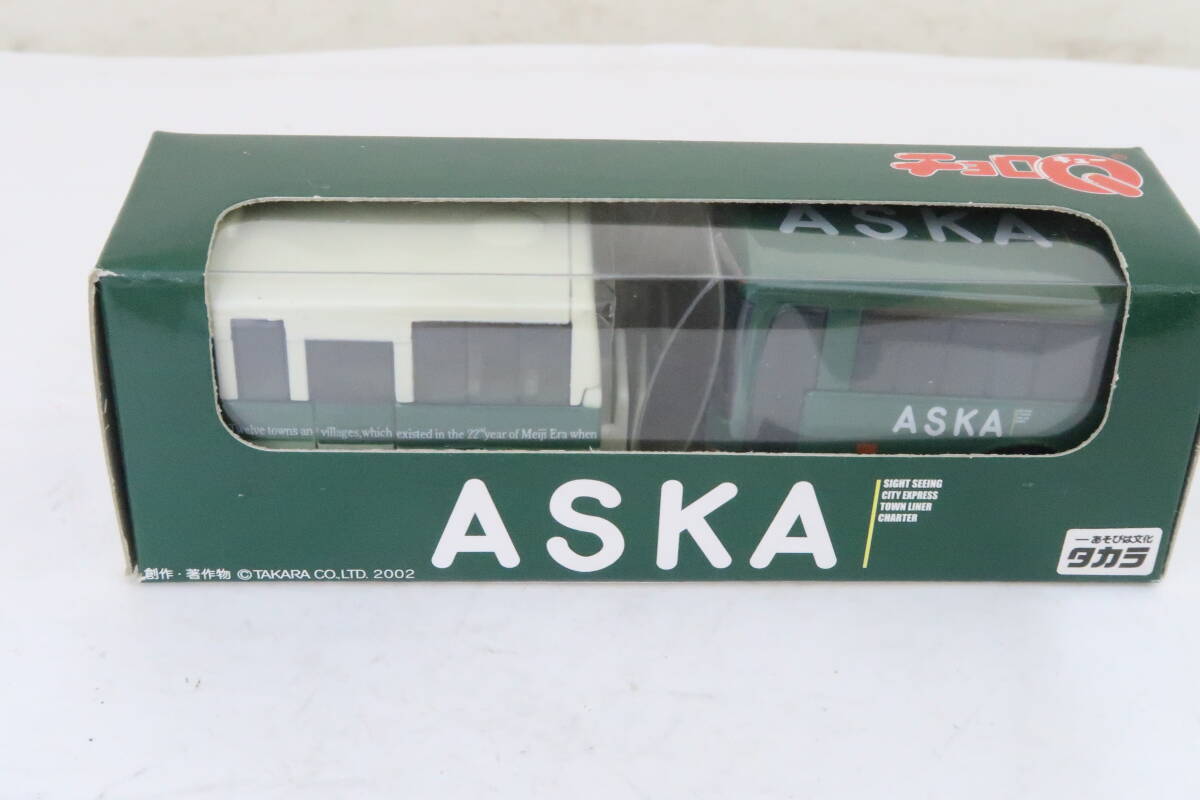 チョロQ
ASKA
Twelve towns and villages, which existed in the 22nd year of Meiji Era when
ASKA
ASKA
SIGHT SEEING
CITY EXPRESS
TOWN LINER
CHARTER
創作・著作物 ©TAKARA CO.,LTD. 2002
あそびは文化
タカラ